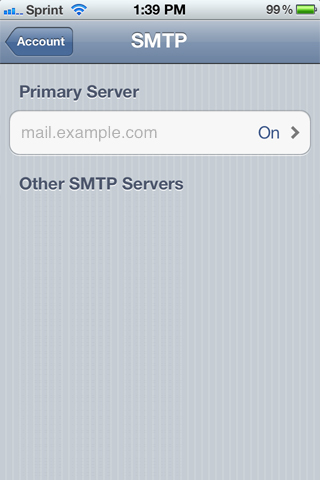 Sprint 1:39 PM 99%
Account SMTP
Primary Server
mail.example.com On
Other SMTP Servers